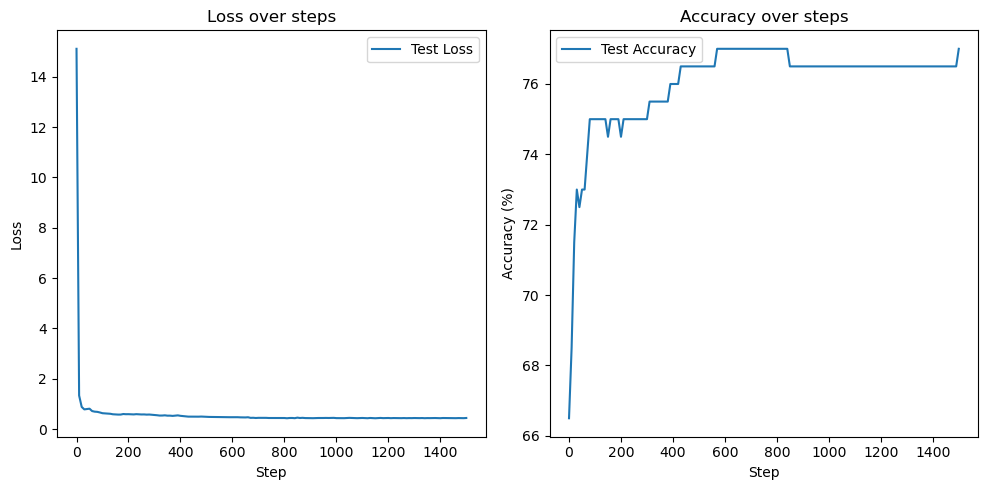 Loss over steps
Test Loss
14
12
10
8
6
4
2
0
Loss
0 200 400 600 800 1000 1200 1400
Step
Accuracy over steps
Test Accuracy
76
74
72
70
68
66
Accuracy (%)
0 200 400 600 800 1000 1200 1400
Step